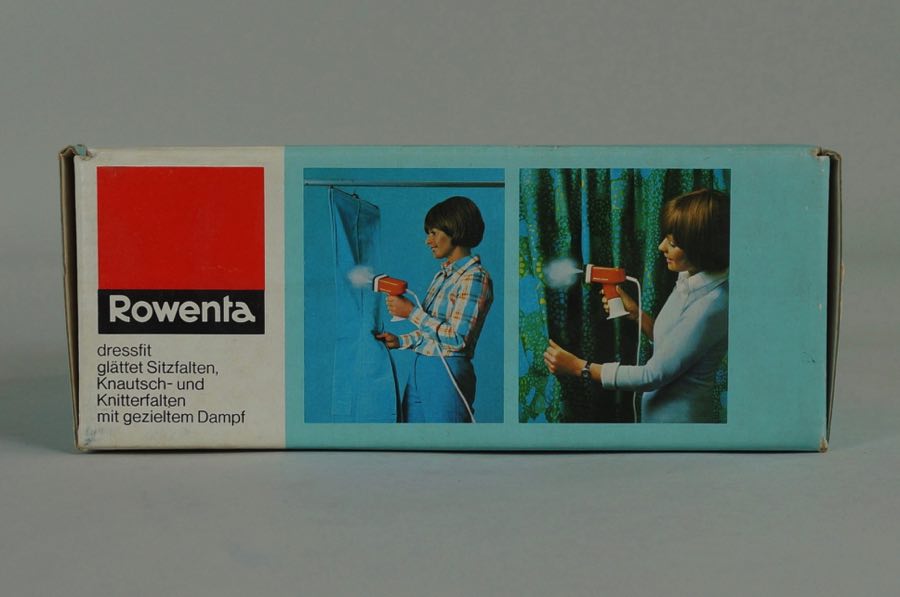 Rowenta
dressfit
glättet Sitzfalten,
Knautsch- und
Knitterfalten
mit gezieltem Dampf